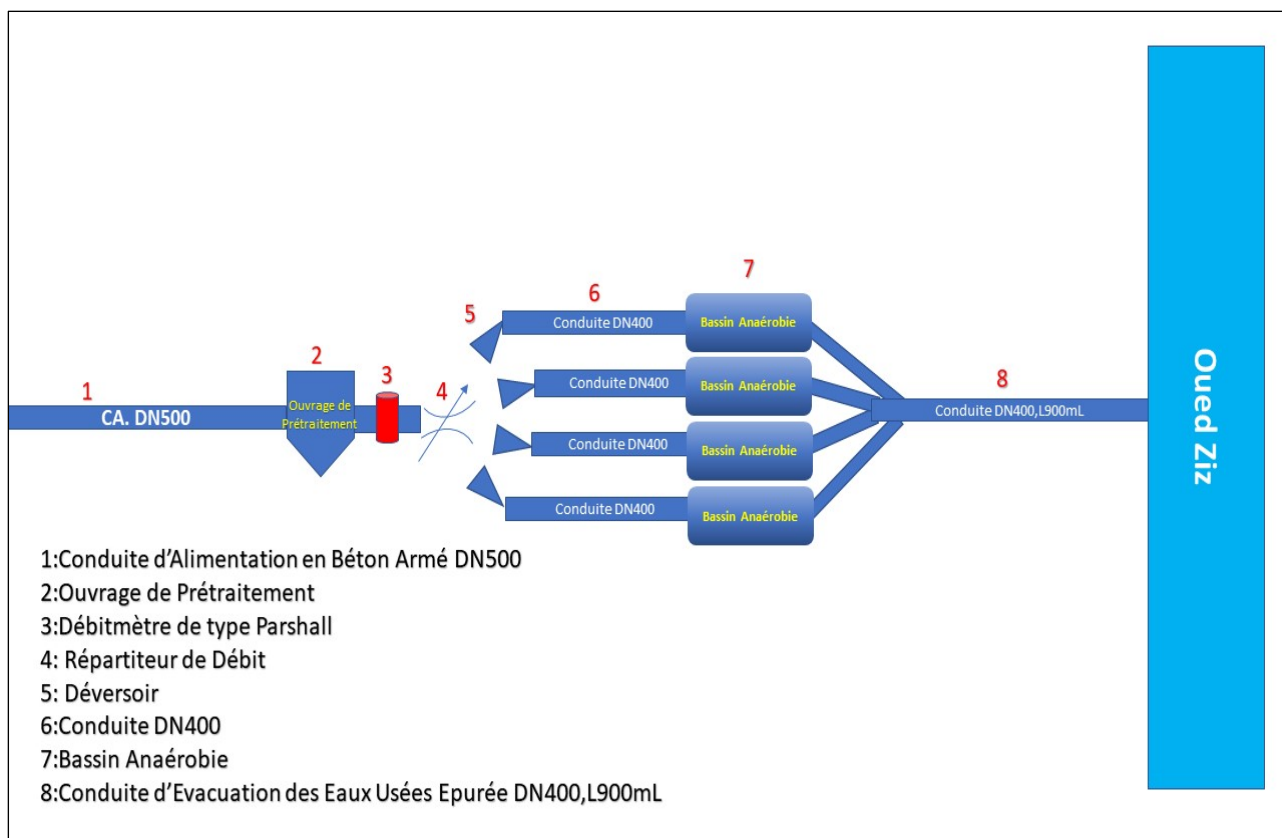 7
6
5
Conduite DN400
Bassin Anaérobie
2
3
4
Conduite DN400
Bassin Anaérobie
1
8
CA. DN500
Ouvrage de
Prétraitement
Conduite DN400,L900mL
Conduite DN400
Bassin Anaérobie
Conduite DN400
Bassin Anaérobie
Oued Ziz
1:Conduite d’Alimentation en Béton Armé DN500
2:Ouvrage de Prétraitement
3:Débitmètre de type Parshall
4: Répartiteur de Débit
5: Déversoir
6:Conduite DN400
7:Bassin Anaérobie
8:Conduite d’Evacuation des Eaux Usées Epurée DN400,L900mL